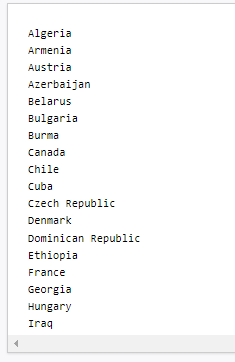 Algeria
Armenia
Austria
Azerbaijan
Belarus
Bulgaria
Burma
Canada
Chile
Cuba
Czech Republic
Denmark
Dominican Republic
Ethiopia
France
Georgia
Hungary
Iraq